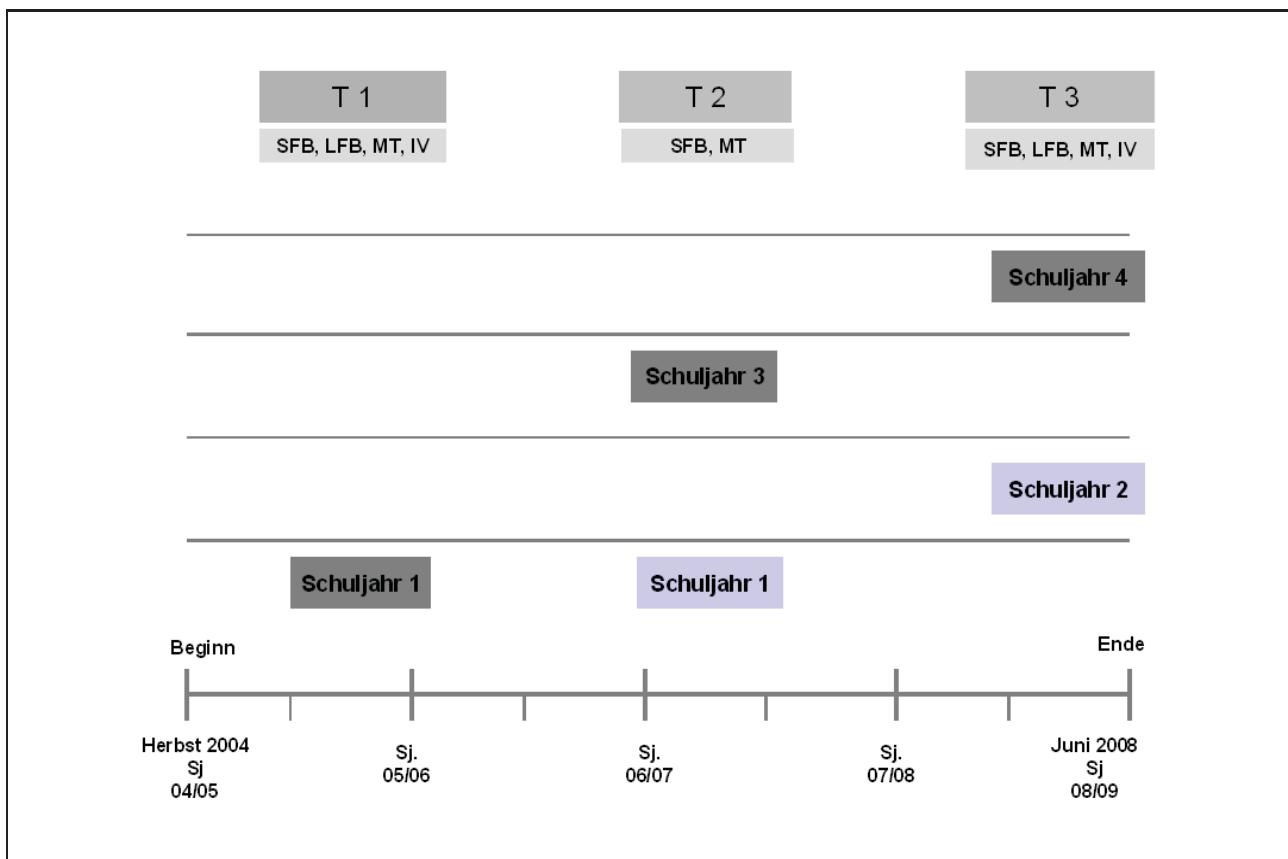 T 1
T 2
T 3
SFB, LFB, MT, IV
SFB, MT
SFB, LFB, MT, IV
Schuljahr 4
Schuljahr 3
Schuljahr 2
Schuljahr 1
Schuljahr 1
Beginn
Ende
Herbst 2004
Sj
04/05
Sj.
05/06
Sj.
06/07
Sj.
07/08
Juni 2008
Sj
08/09